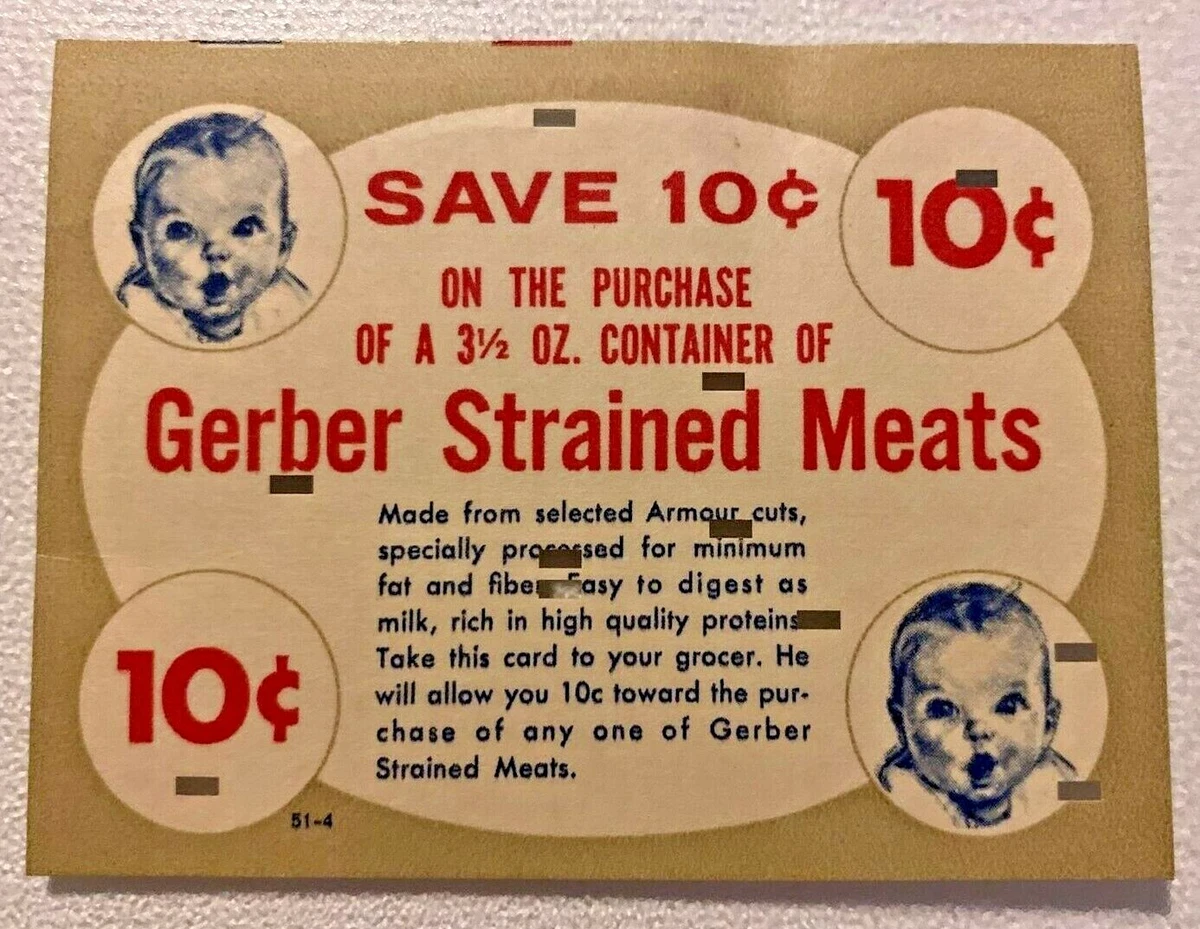 SAVE 10¢
10¢
ON THE PURCHASE
OF A 3½ OZ. CONTAINER OF
Gerber Strained Meats
Made from selected Armour cuts,
specially processed for minimum
fat and fiber. Easy to digest as
milk, rich in high quality proteins
Take this card to your grocer. He
will allow you 10c toward the pur-
chase of any one of Gerber
Strained Meats.
10¢
51-4